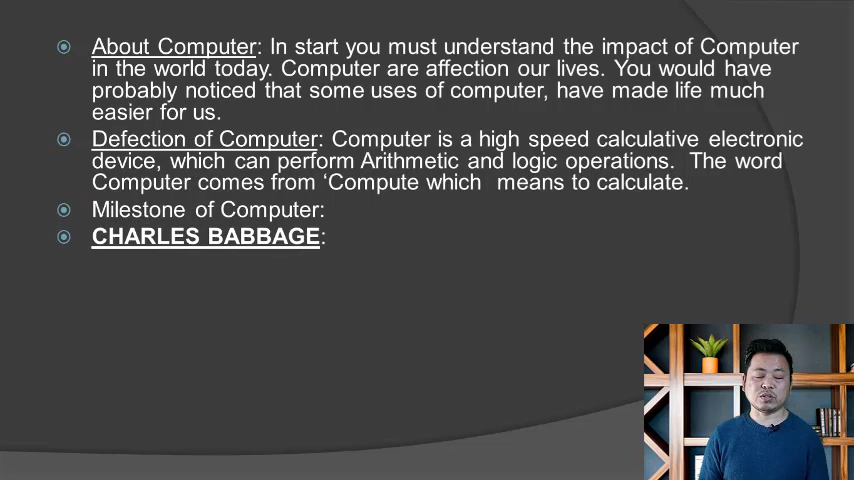 About Computer: In start you must understand the impact of Computer
in the world today. Computer are affection our lives. You would have
probably noticed that some uses of computer, have made life much
easier for us.
Defection of Computer: Computer is a high speed calculative electronic
device, which can perform Arithmetic and logic operations.  The word
Computer comes from ‘Compute which  means to calculate.
Milestone of Computer:
CHARLES BABBAGE: